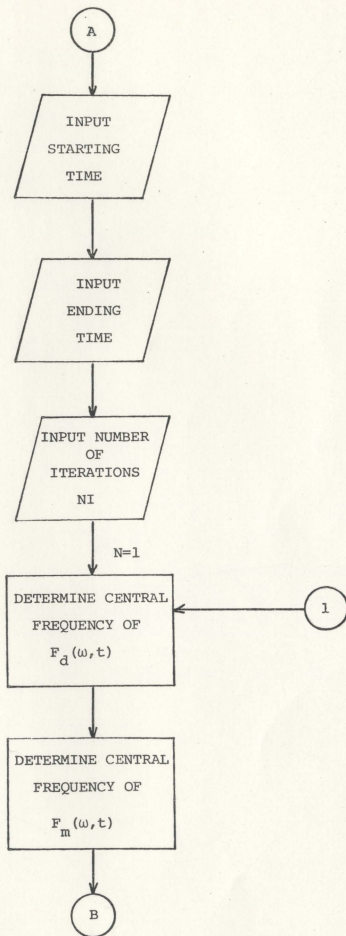 A
INPUT
STARTING
TIME
INPUT
ENDING
TIME
INPUT NUMBER
OF
ITERATIONS
NI
N=1
DETERMINE CENTRAL
FREQUENCY OF
F_d(ω,t)
1
DETERMINE CENTRAL
FREQUENCY OF
F_m(ω,t)
B